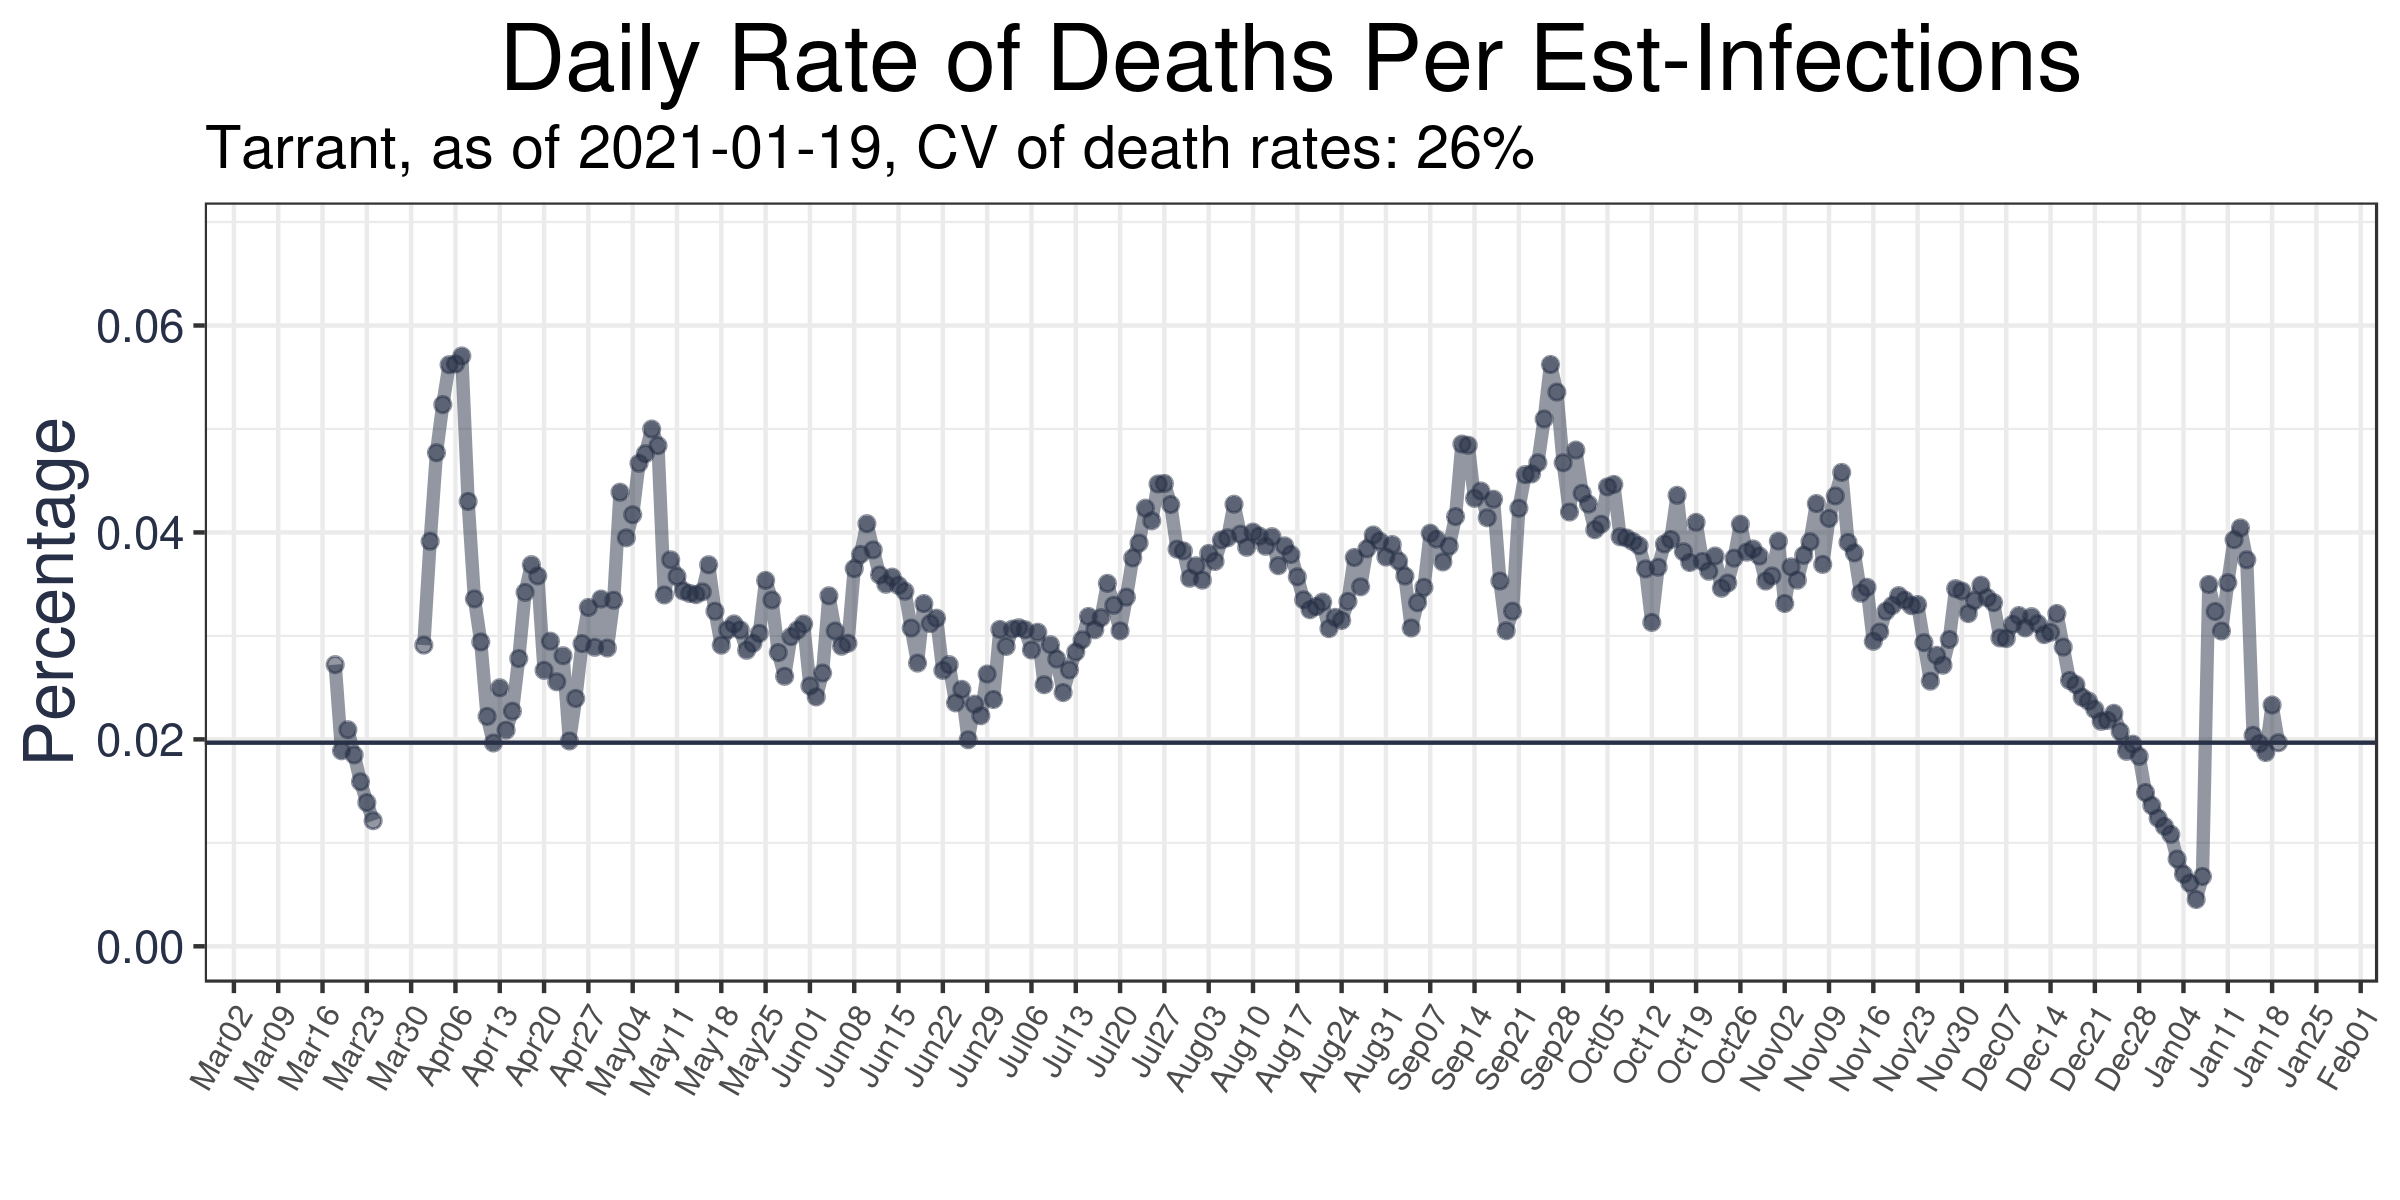 Daily Rate of Deaths Per Est-Infections
Tarrant, as of 2021-01-19, CV of death rates: 26%
Percentage
0.06
0.04
0.02
0.00
Mar02
Mar09
Mar16
Mar23
Mar30
Apr06
Apr13
Apr20
Apr27
May04
May11
May18
May25
Jun01
Jun08
Jun15
Jun22
Jun29
Jul06
Jul13
Jul20
Jul27
Aug03
Aug10
Aug17
Aug24
Aug31
Sep07
Sep14
Sep21
Sep28
Oct05
Oct12
Oct19
Oct26
Nov02
Nov09
Nov16
Nov23
Nov30
Dec07
Dec14
Dec21
Dec28
Jan04
Jan11
Jan18
Jan25
Feb01